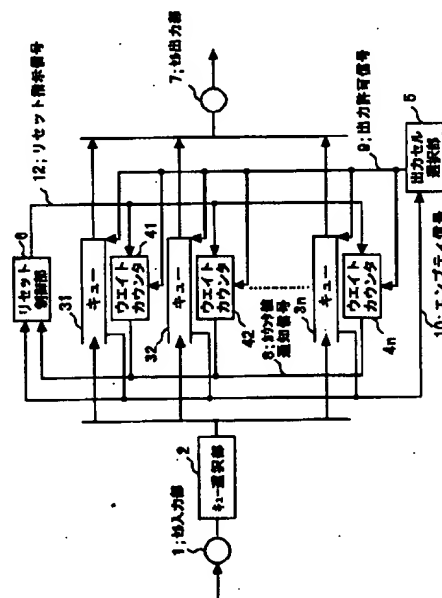 1;セル入力部
2
キュー選択部
31
キュー
32
キュー
3n
キュー
41
ウエイト
カウンタ
42
ウエイト
カウンタ
4n
ウエイト
カウンタ
5
出力セル
選択部
6
リセット
制御部
7;セル出力部
8;カウンタ値
通知信号
9;出力許可信号
10;エンプティ信号
12;リセット指示信号